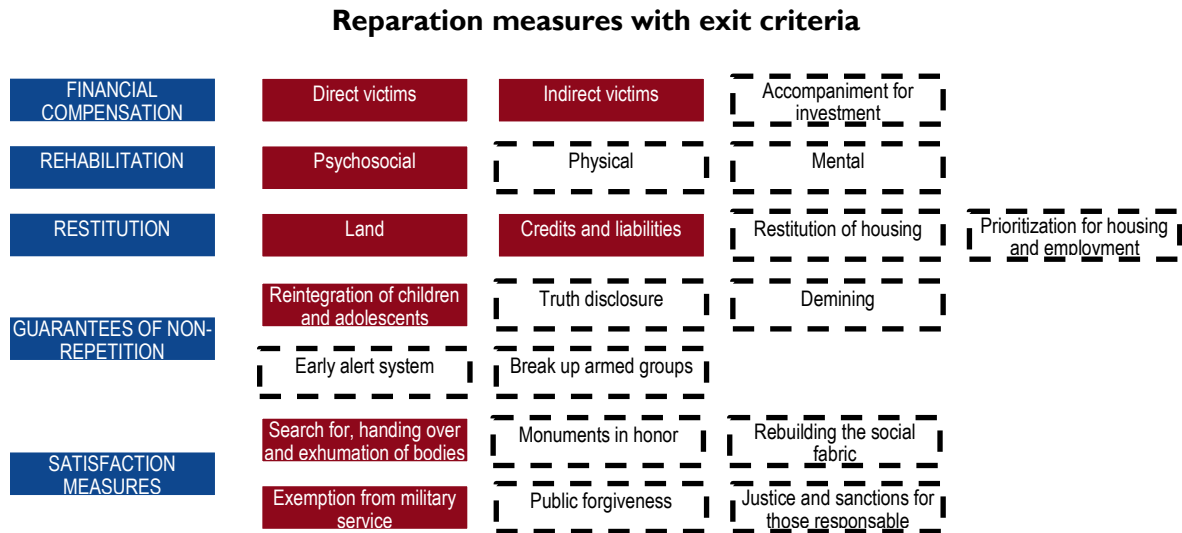 Reparation measures with exit criteria
FINANCIAL
COMPENSATION
Direct victims
Indirect victims
Accompaniment for
investment
REHABILITATION
Psychosocial
Physical
Mental
RESTITUTION
Land
Credits and liabilities
Restitution of housing
Prioritization for housing
and employment
GUARANTEES OF NON-
REPETITION
Reintegration of children
and adolescents
Truth disclosure
Demining
Early alert system
Break up armed groups
SATISFACTION
MEASURES
Search for, handing over
and exhumation of bodies
Monuments in honor
Rebuilding the social
fabric
Exemption from military
service
Public forgiveness
Justice and sanctions for
those responsable